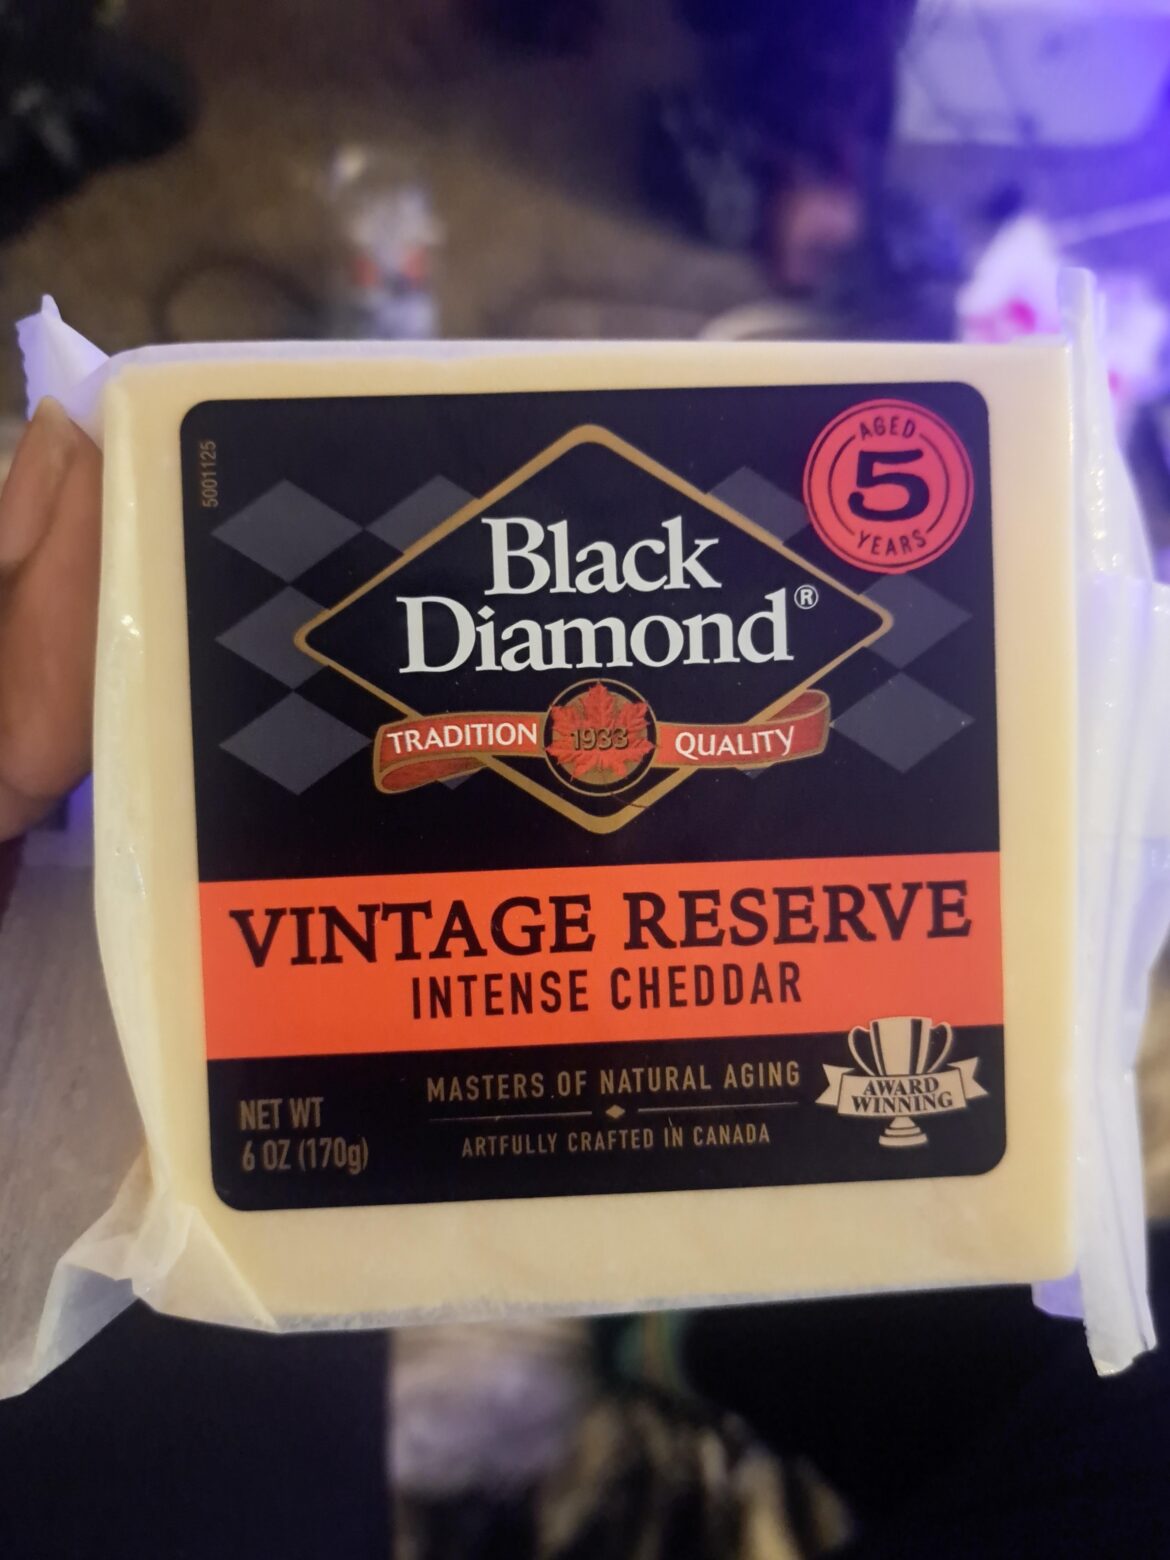 5001125
AGED
5
YEARS
Black
Diamond®
TRADITION 1933 QUALITY
VINTAGE RESERVE
INTENSE CHEDDAR
MASTERS OF NATURAL AGING
ARTFULLY CRAFTED IN CANADA
NET WT
6 OZ (170g)
AWARD
WINNING